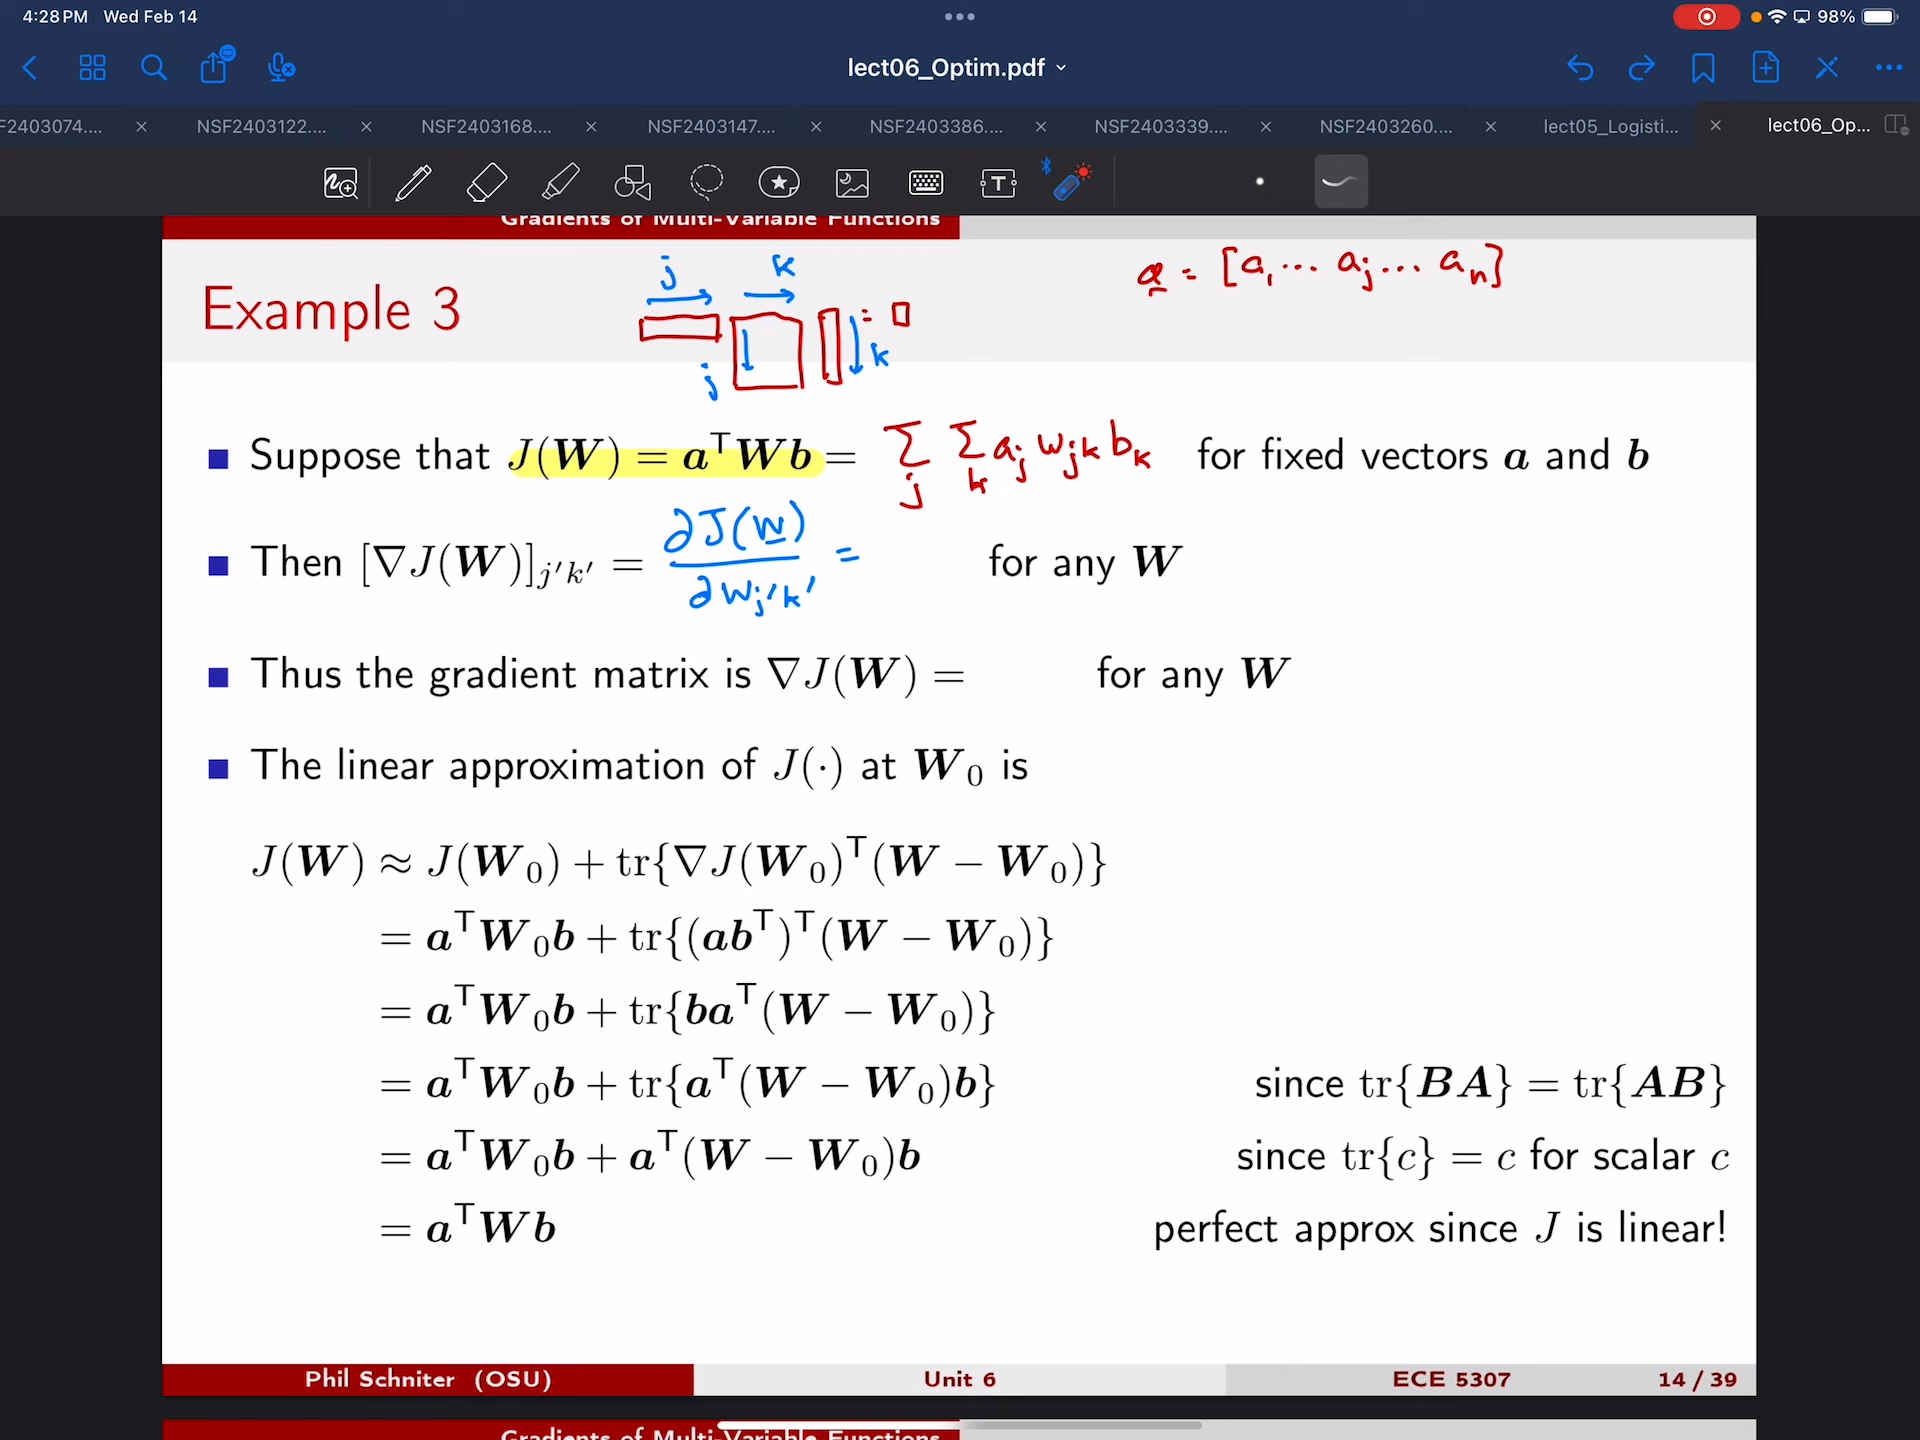 4:28 PM Wed Feb 14
98%
lect06_Optim.pdf
F2403074.... NSF2403122.... NSF2403168.... NSF2403147.... NSF2403386.... NSF2403339.... NSF2403260.... lect05_Logisti... lect06_Op...
Gradients of Multi-Variable Functions
Example 3
j k
j k
= □
a = [a₁ ... aⱼ ... aₙ]
Suppose that J(W) = aᵀWb = Σⱼ Σₖ aⱼ wⱼₖ bₖ for fixed vectors a and b
Then [∇J(W)]_{j′k′} = ∂J(W)/∂w_{j′k′} = for any W
Thus the gradient matrix is ∇J(W) = for any W
The linear approximation of J(·) at W₀ is
J(W) ≈ J(W₀) + tr{∇J(W₀)ᵀ(W − W₀)}
= aᵀW₀b + tr{(abᵀ)ᵀ(W − W₀)}
= aᵀW₀b + tr{baᵀ(W − W₀)}
= aᵀW₀b + tr{aᵀ(W − W₀)b} since tr{BA} = tr{AB}
= aᵀW₀b + aᵀ(W − W₀)b since tr{c} = c for scalar c
= aᵀWb perfect approx since J is linear!
Phil Schniter (OSU) Unit 6 ECE 5307 14 / 39
Gradients of Multi-Variable Functions